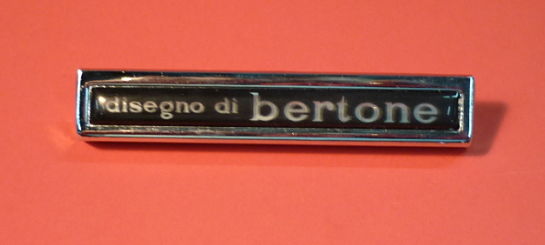 disegno di bertone